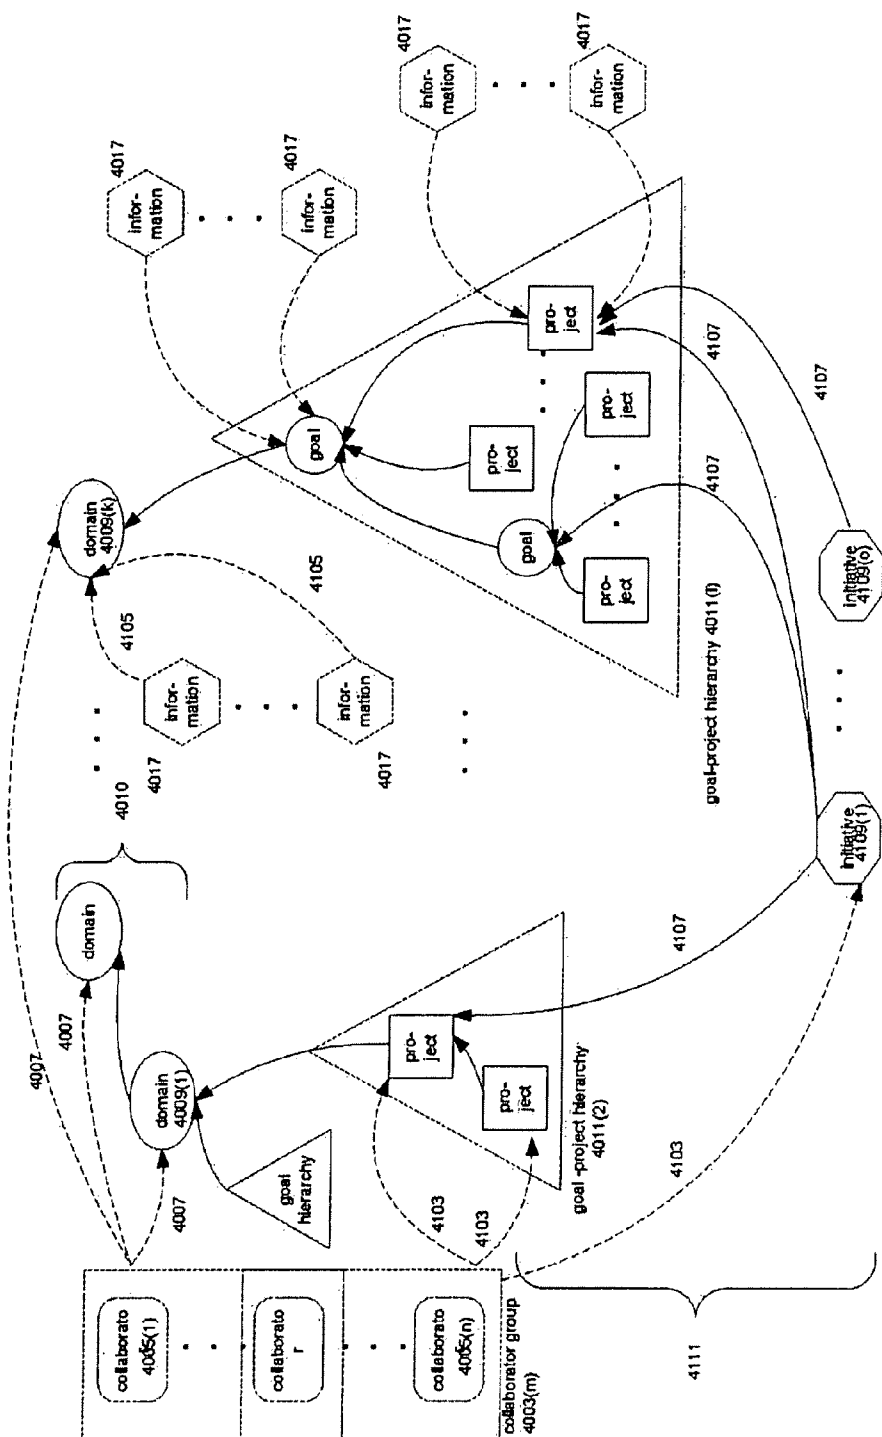 collaborato
r
4005(1)
collaborato
r
collaborato
r
4005(n)
collaborator group
4003(m)
4007
4007
4007
domain
4009(1)
domain
4010
goal
hierarchy
pro-
ject
pro-
ject
goal -project hierarchy
4011(2)
4103
4103
4103
4107
4111
4017
infor-
mation
infor-
mation
4017
4105
4105
domain
4009(k)
4017
infor-
mation
4017
infor-
mation
goal
goal
pro-
ject
pro-
ject
pro-
ject
pro-
ject
4017
infor-
mation
4017
infor-
mation
4107
4107
4107
goal-project hierarchy 4011(l)
initiative
4109(1)
initiative
4109(o)